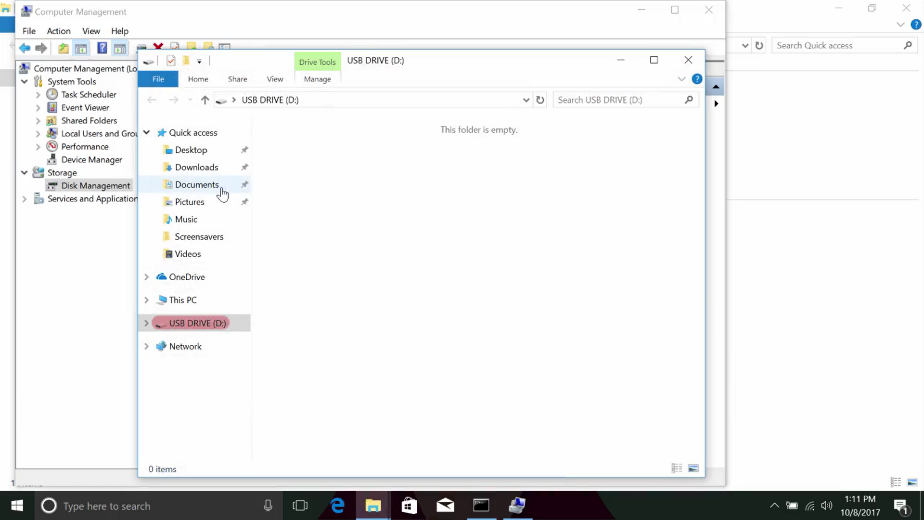 Computer Management
File Action View Help
Search Quick access
Computer Management (Lo
System Tools
Task Scheduler
Event Viewer
Shared Folders
Local Users and Grou
Performance
Device Manager
Storage
Disk Management
Services and Application
Drive Tools
USB DRIVE (D:)
File Home Share View Manage
USB DRIVE (D:)
Search USB DRIVE (D:)
Quick access
Desktop
Downloads
Documents
Pictures
Music
Screensavers
Videos
OneDrive
This PC
USB DRIVE (D:)
Network
This folder is empty.
0 items
Type here to search
1:11 PM
10/8/2017
1